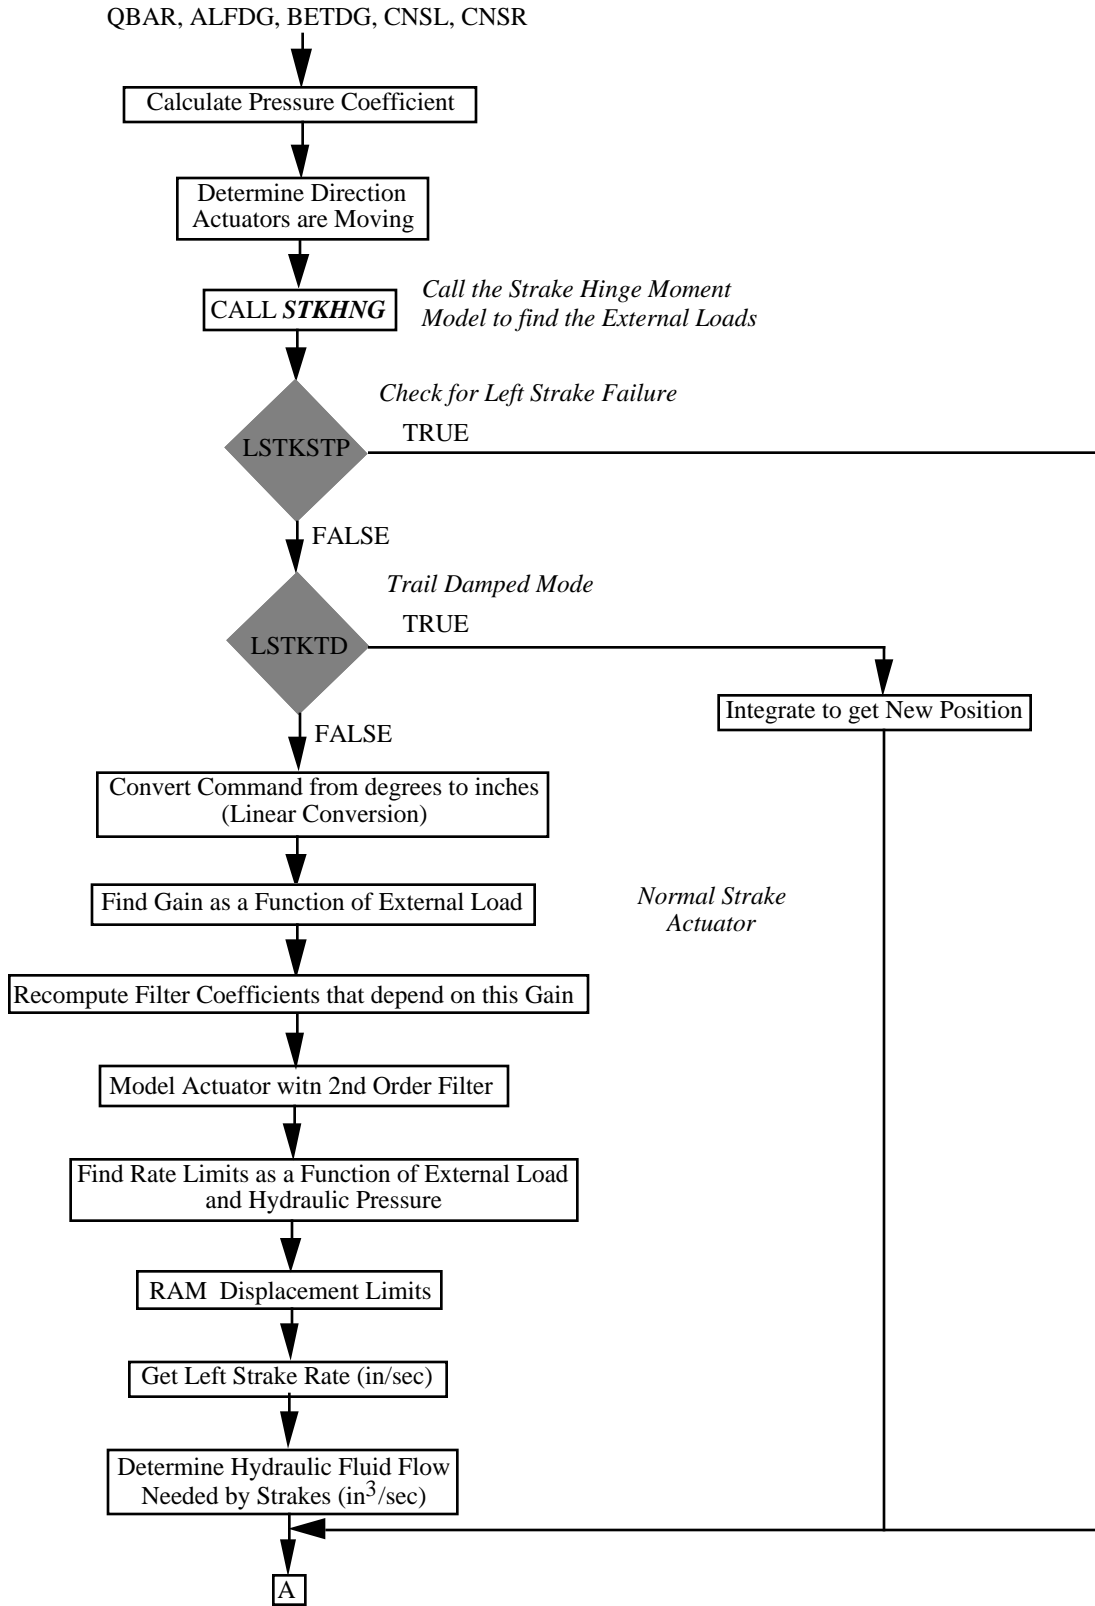 QBAR, ALFDG, BETDG, CNSL, CNSR
Calculate Pressure Coefficient
Determine Direction
Actuators are Moving
CALL STKHNG
Call the Strake Hinge Moment
Model to find the External Loads
Check for Left Strake Failure
TRUE
LSTKSTP
FALSE
Trail Damped Mode
TRUE
LSTKTD
Integrate to get New Position
FALSE
Convert Command from degrees to inches
(Linear Conversion)
Find Gain as a Function of External Load
Normal Strake
Actuator
Recompute Filter Coefficients that depend on this Gain
Model Actuator witn 2nd Order Filter
Find Rate Limits as a Function of External Load
and Hydraulic Pressure
RAM Displacement Limits
Get Left Strake Rate (in/sec)
Determine Hydraulic Fluid Flow
Needed by Strakes (in³/sec)
A